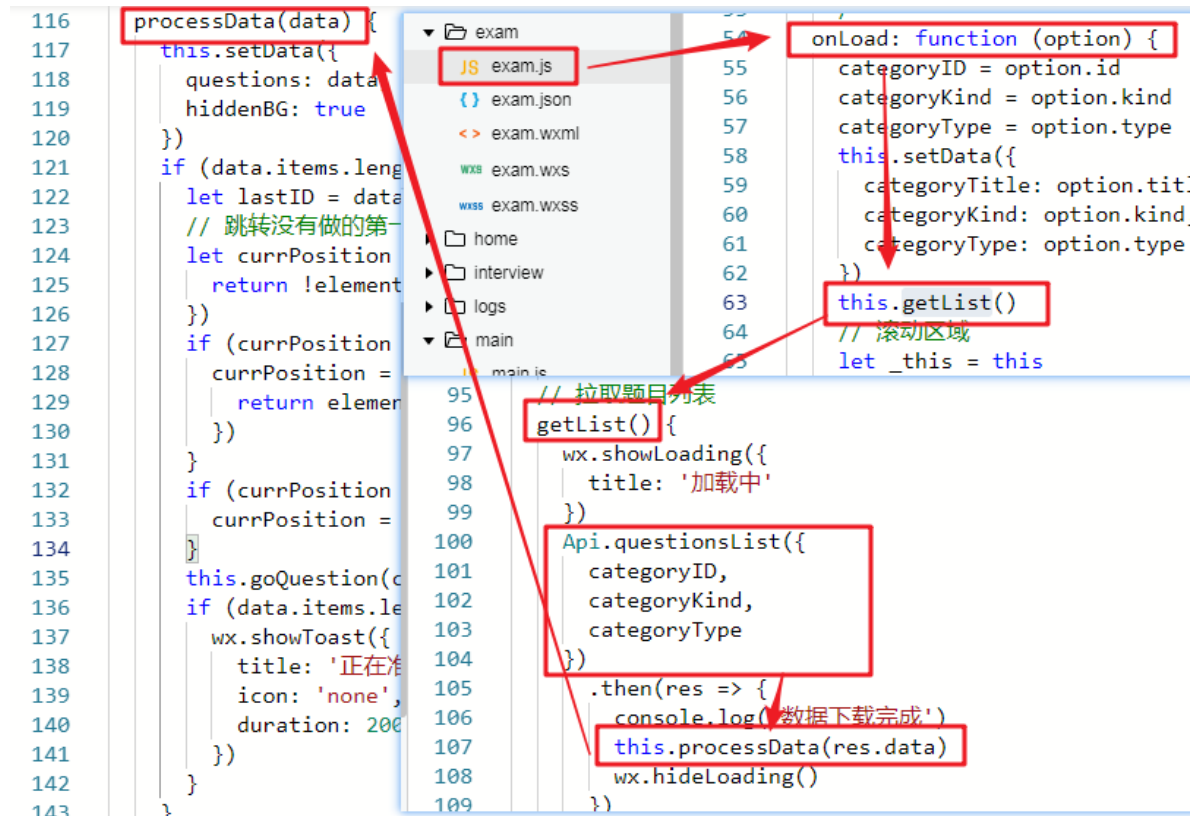 116 processData(data) {
117 this.setData({
118 questions: data
119 hiddenBG: true
120 })
121 if (data.items.leng
122 let lastID = data
123 // 跳转没有做的第一
124 let currPosition
125 return !element
126 })
127 if (currPosition
128 currPosition =
129 return elemen
130 })
131 }
132 if (currPosition
133 currPosition =
134 }
135 this.goQuestion(c
136 if (data.items.le
137 wx.showToast({
138 title: '正在准
139 icon: 'none',
140 duration: 200
141 })
142 }
143 }
exam
JS exam.js
{ } exam.json
< > exam.wxml
WXS exam.wxs
WXSS exam.wxss
home
interview
logs
main
JS main.js
54 onLoad: function (option) {
55 categoryID = option.id
56 categoryKind = option.kind
57 categoryType = option.type
58 this.setData({
59 categoryTitle: option.titl
60 categoryKind: option.kind_
61 categoryType: option.type
62 })
63 this.getList()
64 // 滚动区域
65 let _this = this
95 // 拉取题目列表
96 getList() {
97 wx.showLoading({
98 title: '加载中'
99 })
100 Api.questionsList({
101 categoryID,
102 categoryKind,
103 categoryType
104 })
105 .then(res => {
106 console.log('数据下载完成')
107 this.processData(res.data)
108 wx.hideLoading()
109 })